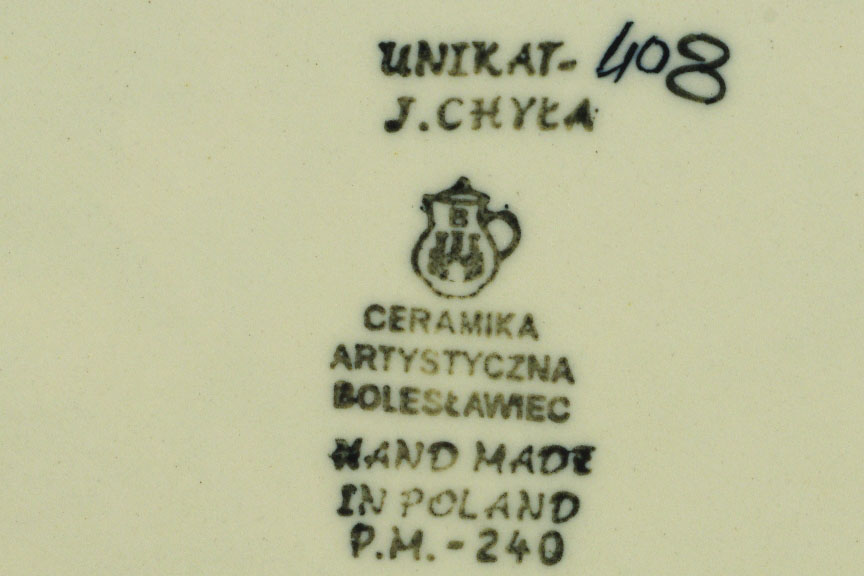 UNIKAT- 408
J.CHYŁA
B
CERAMIKA
ARTYSTYCZNA
BOLESŁAWIEC
HAND MADE
IN POLAND
P.M.-240